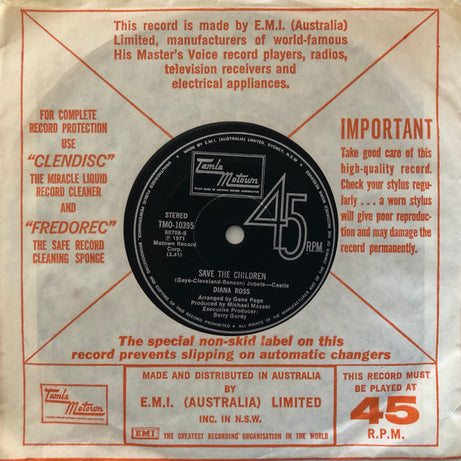 This record is made by E.M.I. (Australia)
Limited, manufacturers of world-famous
His Master's Voice record players, radios,
television receivers and
electrical appliances.
FOR COMPLETE
RECORD PROTECTION
USE
"CLENDISC"
THE MIRACLE LIQUID
RECORD CLEANER
AND
"FREDOREC"
THE SAFE RECORD
CLEANING SPONGE
IMPORTANT
Take good care of this
high-quality record.
Check your stylus regu-
larly ... a worn stylus
will give poor reproduc-
tion and may damage the
record permanently.
MADE BY E.M.I. (AUSTRALIA) LIMITED, SYDNEY, N.S.W.
Tamla
Motown
45
R.P.M.
STEREO
TMO-10395
℗ 1971
Motown Record
Corp.
(3.41)
SAVE THE CHILDREN
(Gaye-Cleveland-Benson) Jobete—Castle
DIANA ROSS
Arranged by Gene Page
Produced by Michael Masser
Executive Producer:
Berry Gordy
The special non-skid label on this
record prevents slipping on automatic changers
Tamla
Motown
MADE AND DISTRIBUTED IN AUSTRALIA
BY
E.M.I. (AUSTRALIA) LIMITED
INC. IN N.S.W.
EMI THE GREATEST RECORDING ORGANISATION IN THE WORLD
THIS RECORD MUST
BE PLAYED AT
45
R.P.M.